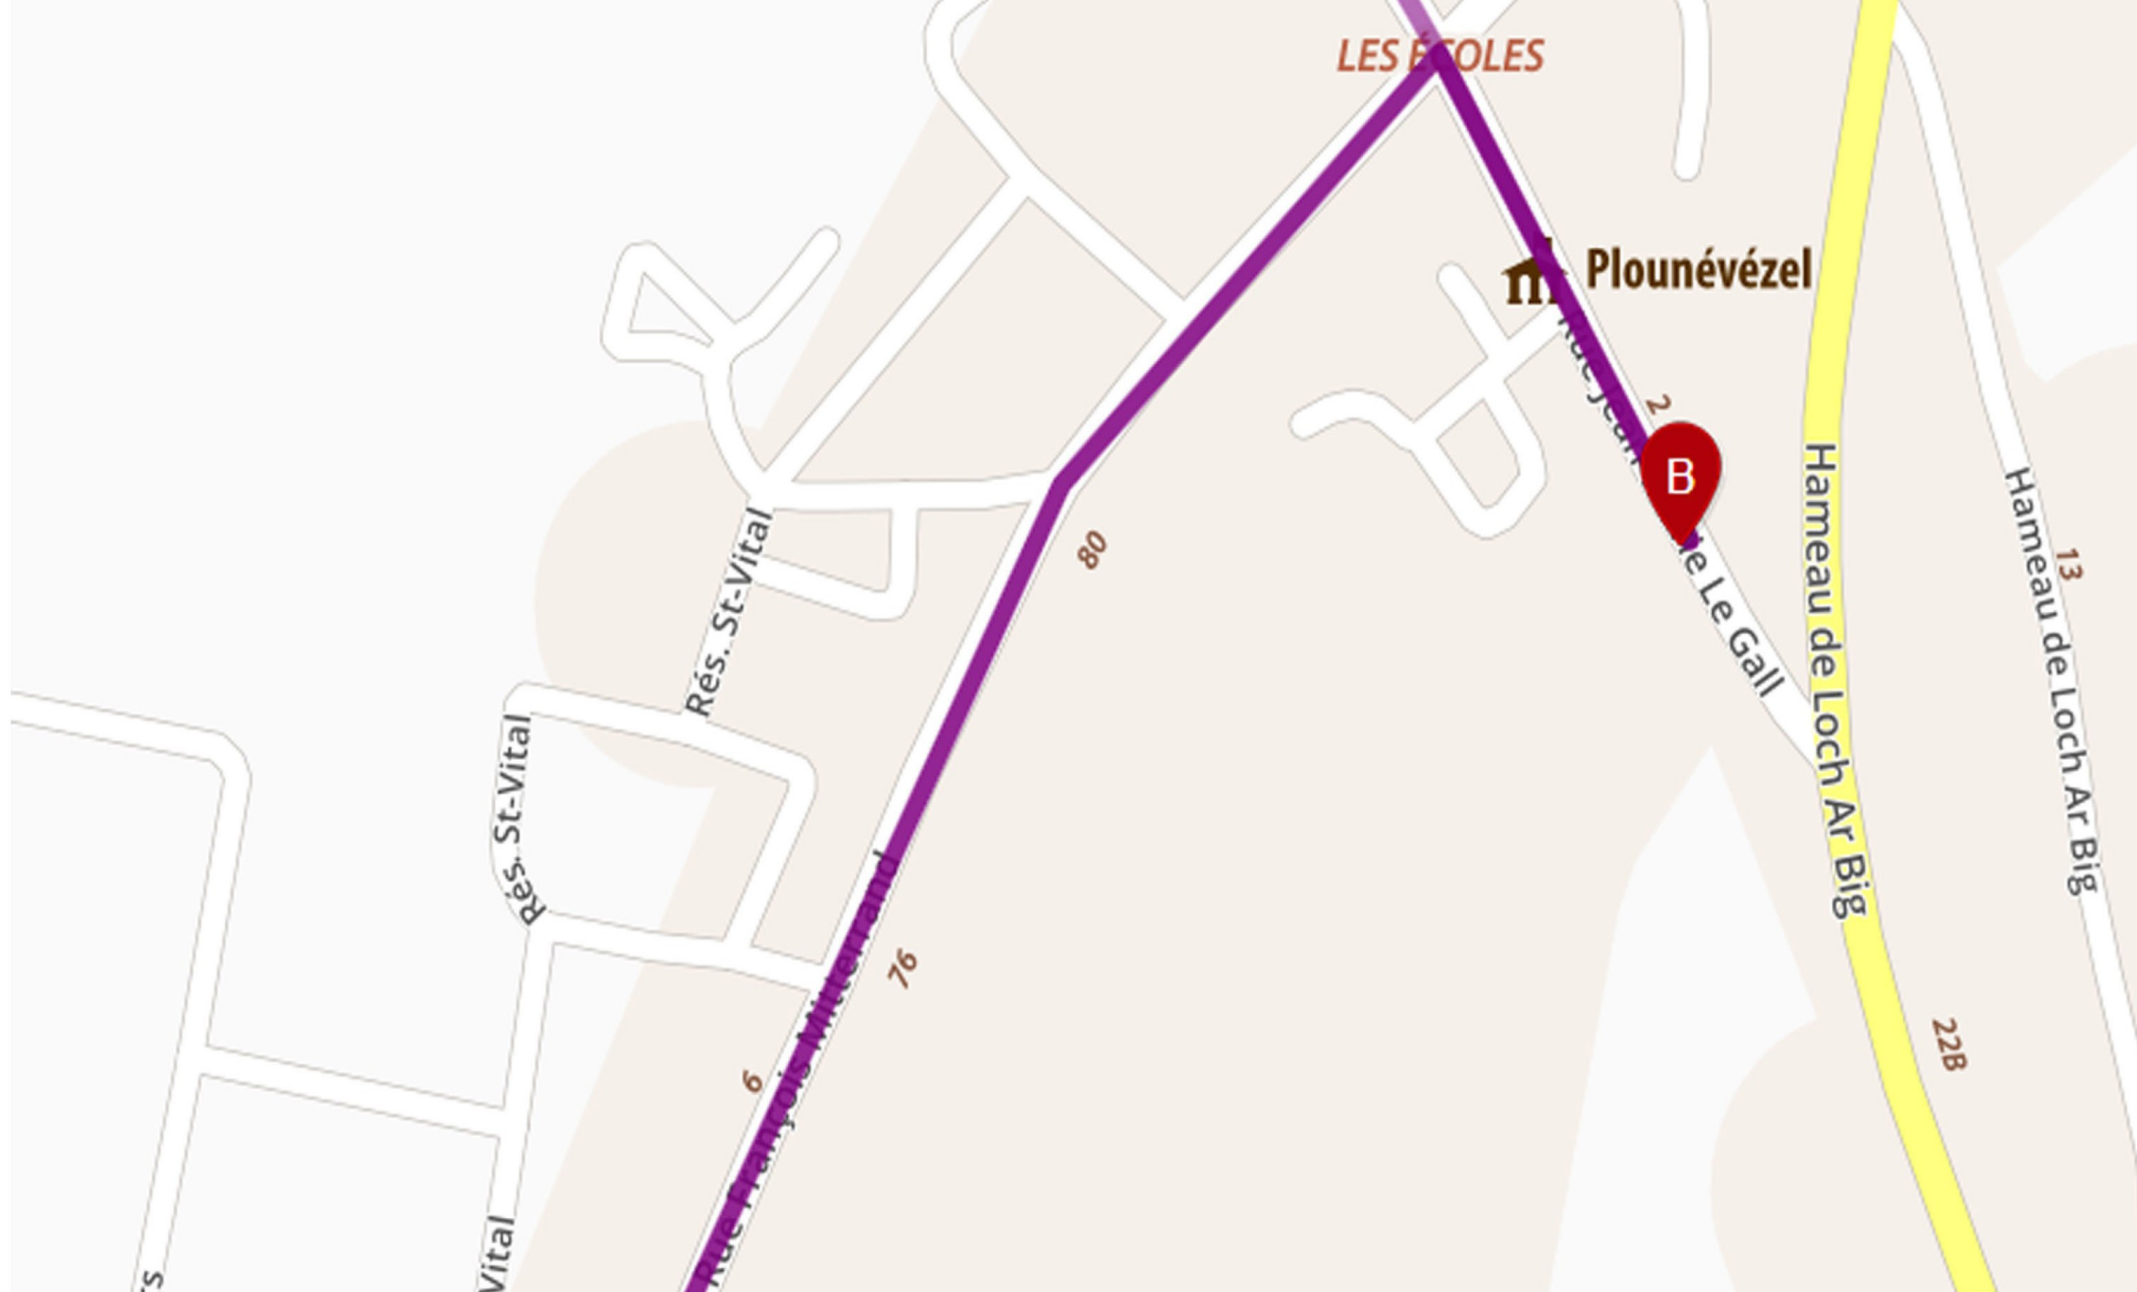 LES ÉCOLES
Plounévézel
Rue Jean
2
B
Le Gall
Hameau de Loch Ar Big
Hameau de Loch Ar Big
13
80
Rés. St-Vital
Rés. St-Vital
Rue François Mitterrand
76
6
22B
Vital
rs